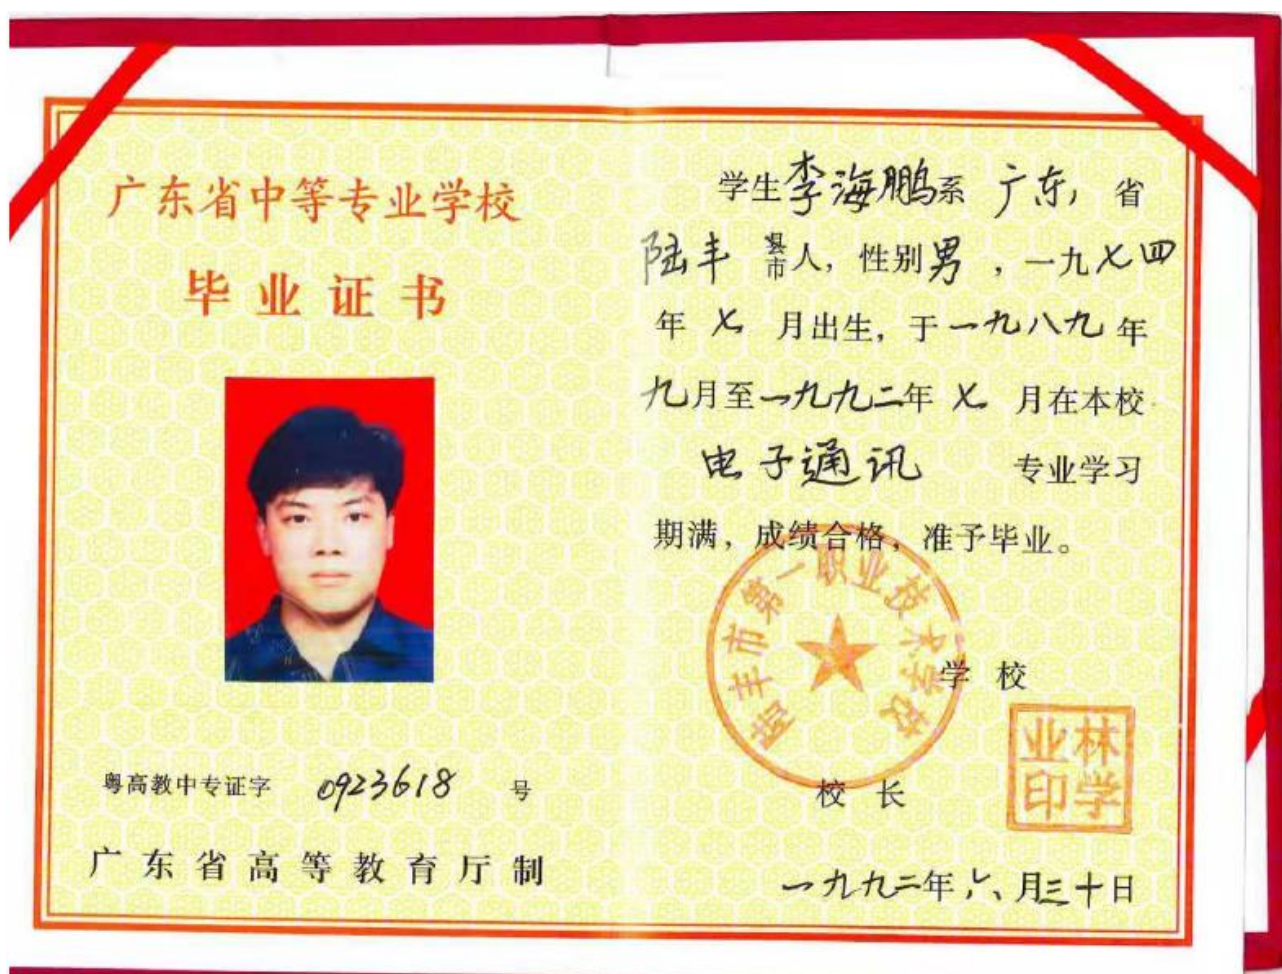 广东省中等专业学校
毕业证书
粤高教中专证字 0923618 号
广东省高等教育厅制
学生李海鹏系 广东 省
陆丰 县市人，性别男，一九七四
年 七 月出生，于一九八九年
九月至一九九二年 七 月在本校
电子通讯 专业学习
期满，成绩合格，准予毕业。
陆丰市第一职业技术学校
学校
林学业印
校长
一九九二年六月三十日